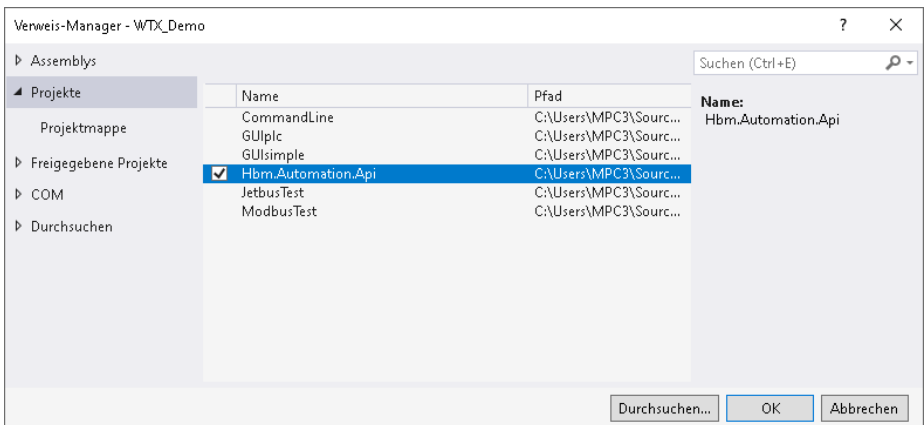 Verweis-Manager - WTX_Demo ?
Assemblys
Suchen (Ctrl+E)
Projekte
Projektmappe
Freigegebene Projekte
COM
Durchsuchen
Name Pfad
CommandLine C:\Users\MPC3\Sourc...
GUIplc C:\Users\MPC3\Sourc...
GUIsimple C:\Users\MPC3\Sourc...
Hbm.Automation.Api C:\Users\MPC3\Sourc...
JetbusTest C:\Users\MPC3\Sourc...
ModbusTest C:\Users\MPC3\Sourc...
Name:
Hbm.Automation.Api
Durchsuchen... OK Abbrechen